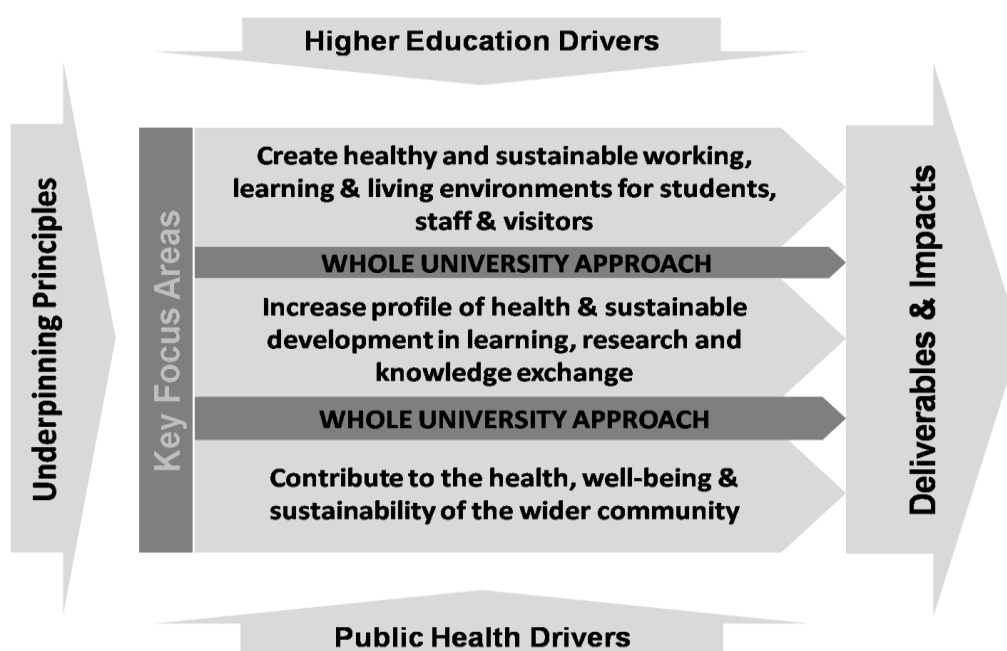 Higher Education Drivers
Underpinning Principles
Key Focus Areas
Create healthy and sustainable working,
learning & living environments for students,
staff & visitors
WHOLE UNIVERSITY APPROACH
Increase profile of health & sustainable
development in learning, research and
knowledge exchange
WHOLE UNIVERSITY APPROACH
Contribute to the health, well-being &
sustainability of the wider community
Deliverables & Impacts
Public Health Drivers